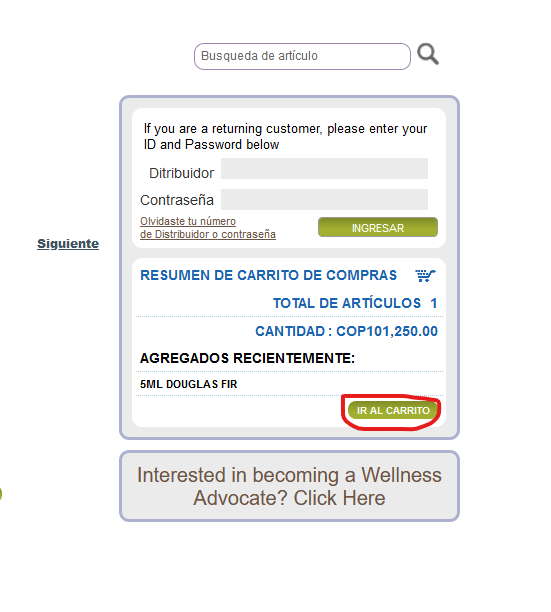 Busqueda de artículo
If you are a returning customer, please enter your
ID and Password below
Ditribuidor
Contraseña
Olvidaste tu número
de Distribuidor o contraseña
INGRESAR
Siguiente
RESUMEN DE CARRITO DE COMPRAS
TOTAL DE ARTÍCULOS 1
CANTIDAD : COP101,250.00
AGREGADOS RECIENTEMENTE:
5ML DOUGLAS FIR
IR AL CARRITO
Interested in becoming a Wellness
Advocate? Click Here